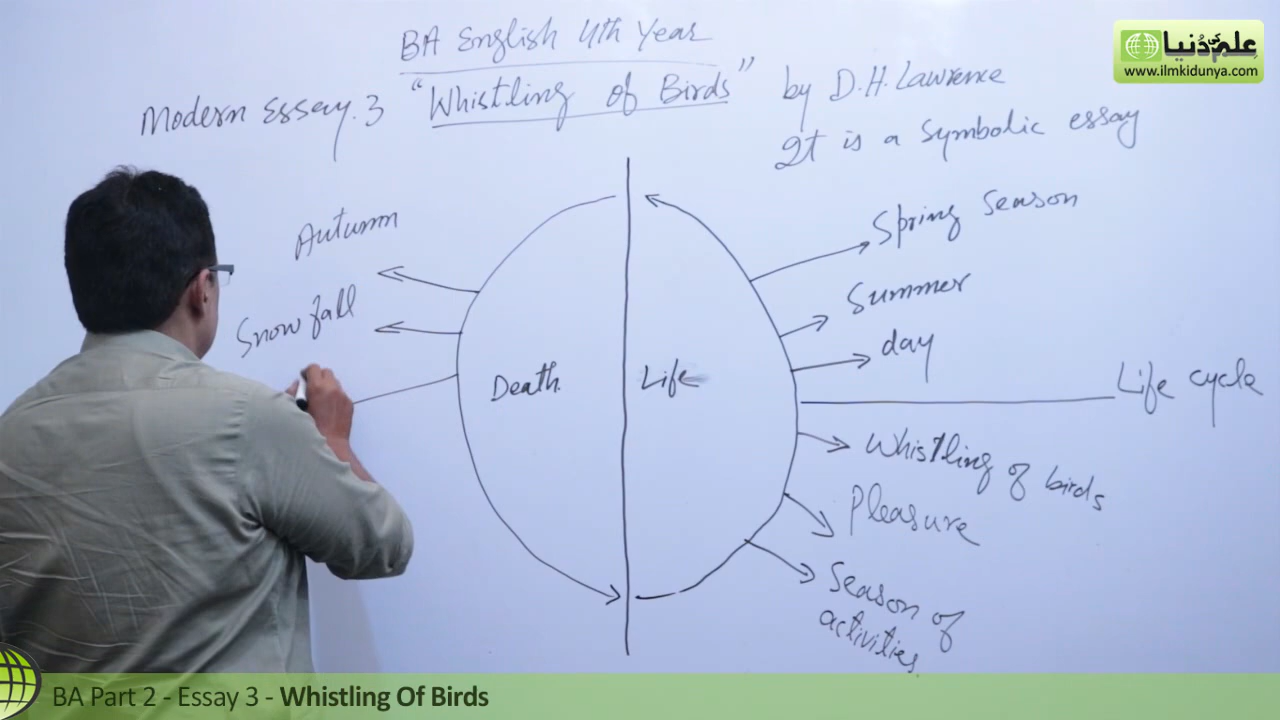 BA English 4th Year
Modern Essay. 3 "Whistling of Birds" by D.H. Lawrence
It is a Symbolic essay
علم کی دُنیا
www.ilmkidunya.com
Autumn
Snow fall
Death.
Life
Spring Season
Summer
day
Life cycle
Whistling of birds
Pleasure
Season of
activities.
BA Part 2 - Essay 3 - Whistling Of Birds